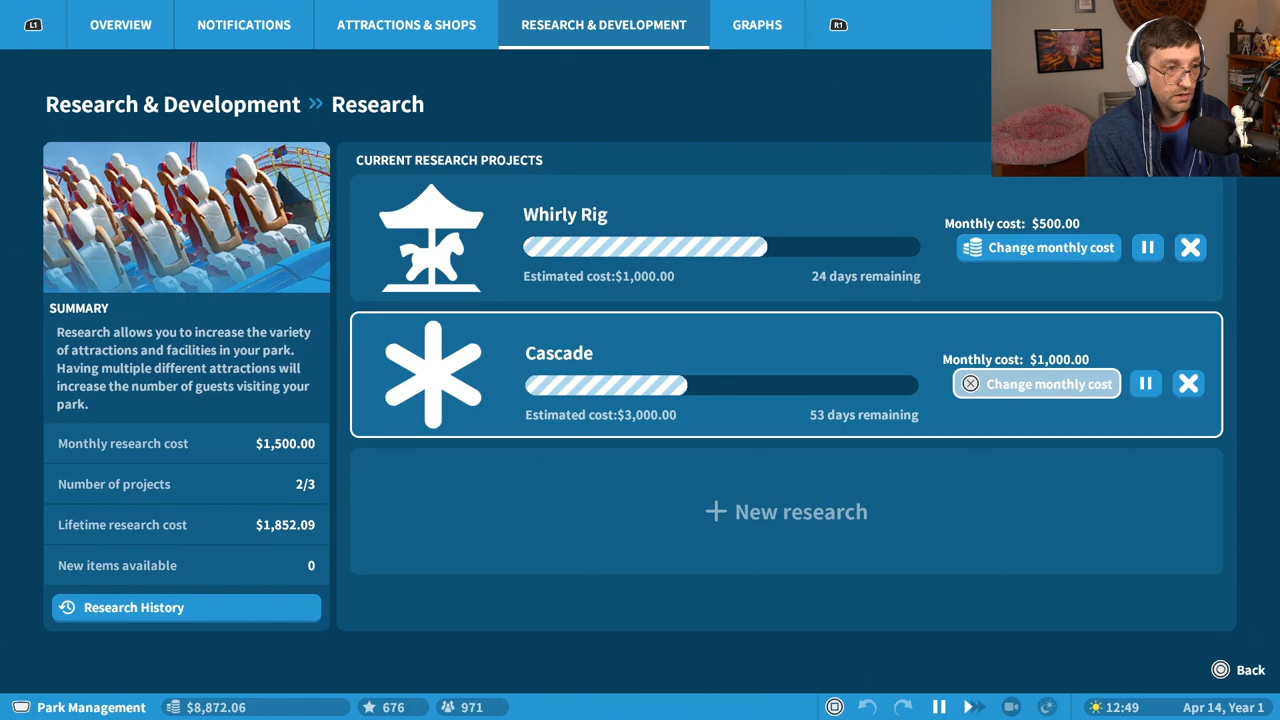 L1
OVERVIEW
NOTIFICATIONS
ATTRACTIONS & SHOPS
RESEARCH & DEVELOPMENT
GRAPHS
R1
Research & Development » Research
SUMMARY
Research allows you to increase the variety
of attractions and facilities in your park.
Having multiple different attractions will
increase the number of guests visiting your
park.
Monthly research cost $1,500.00
Number of projects 2/3
Lifetime research cost $1,852.09
New items available 0
Research History
CURRENT RESEARCH PROJECTS
Whirly Rig
Estimated cost:$1,000.00 24 days remaining
Monthly cost: $500.00
Change monthly cost
Cascade
Estimated cost:$3,000.00 53 days remaining
Monthly cost: $1,000.00
Change monthly cost
+ New research
Back
Park Management $8,872.06 676 971 12:49 Apr 14, Year 1